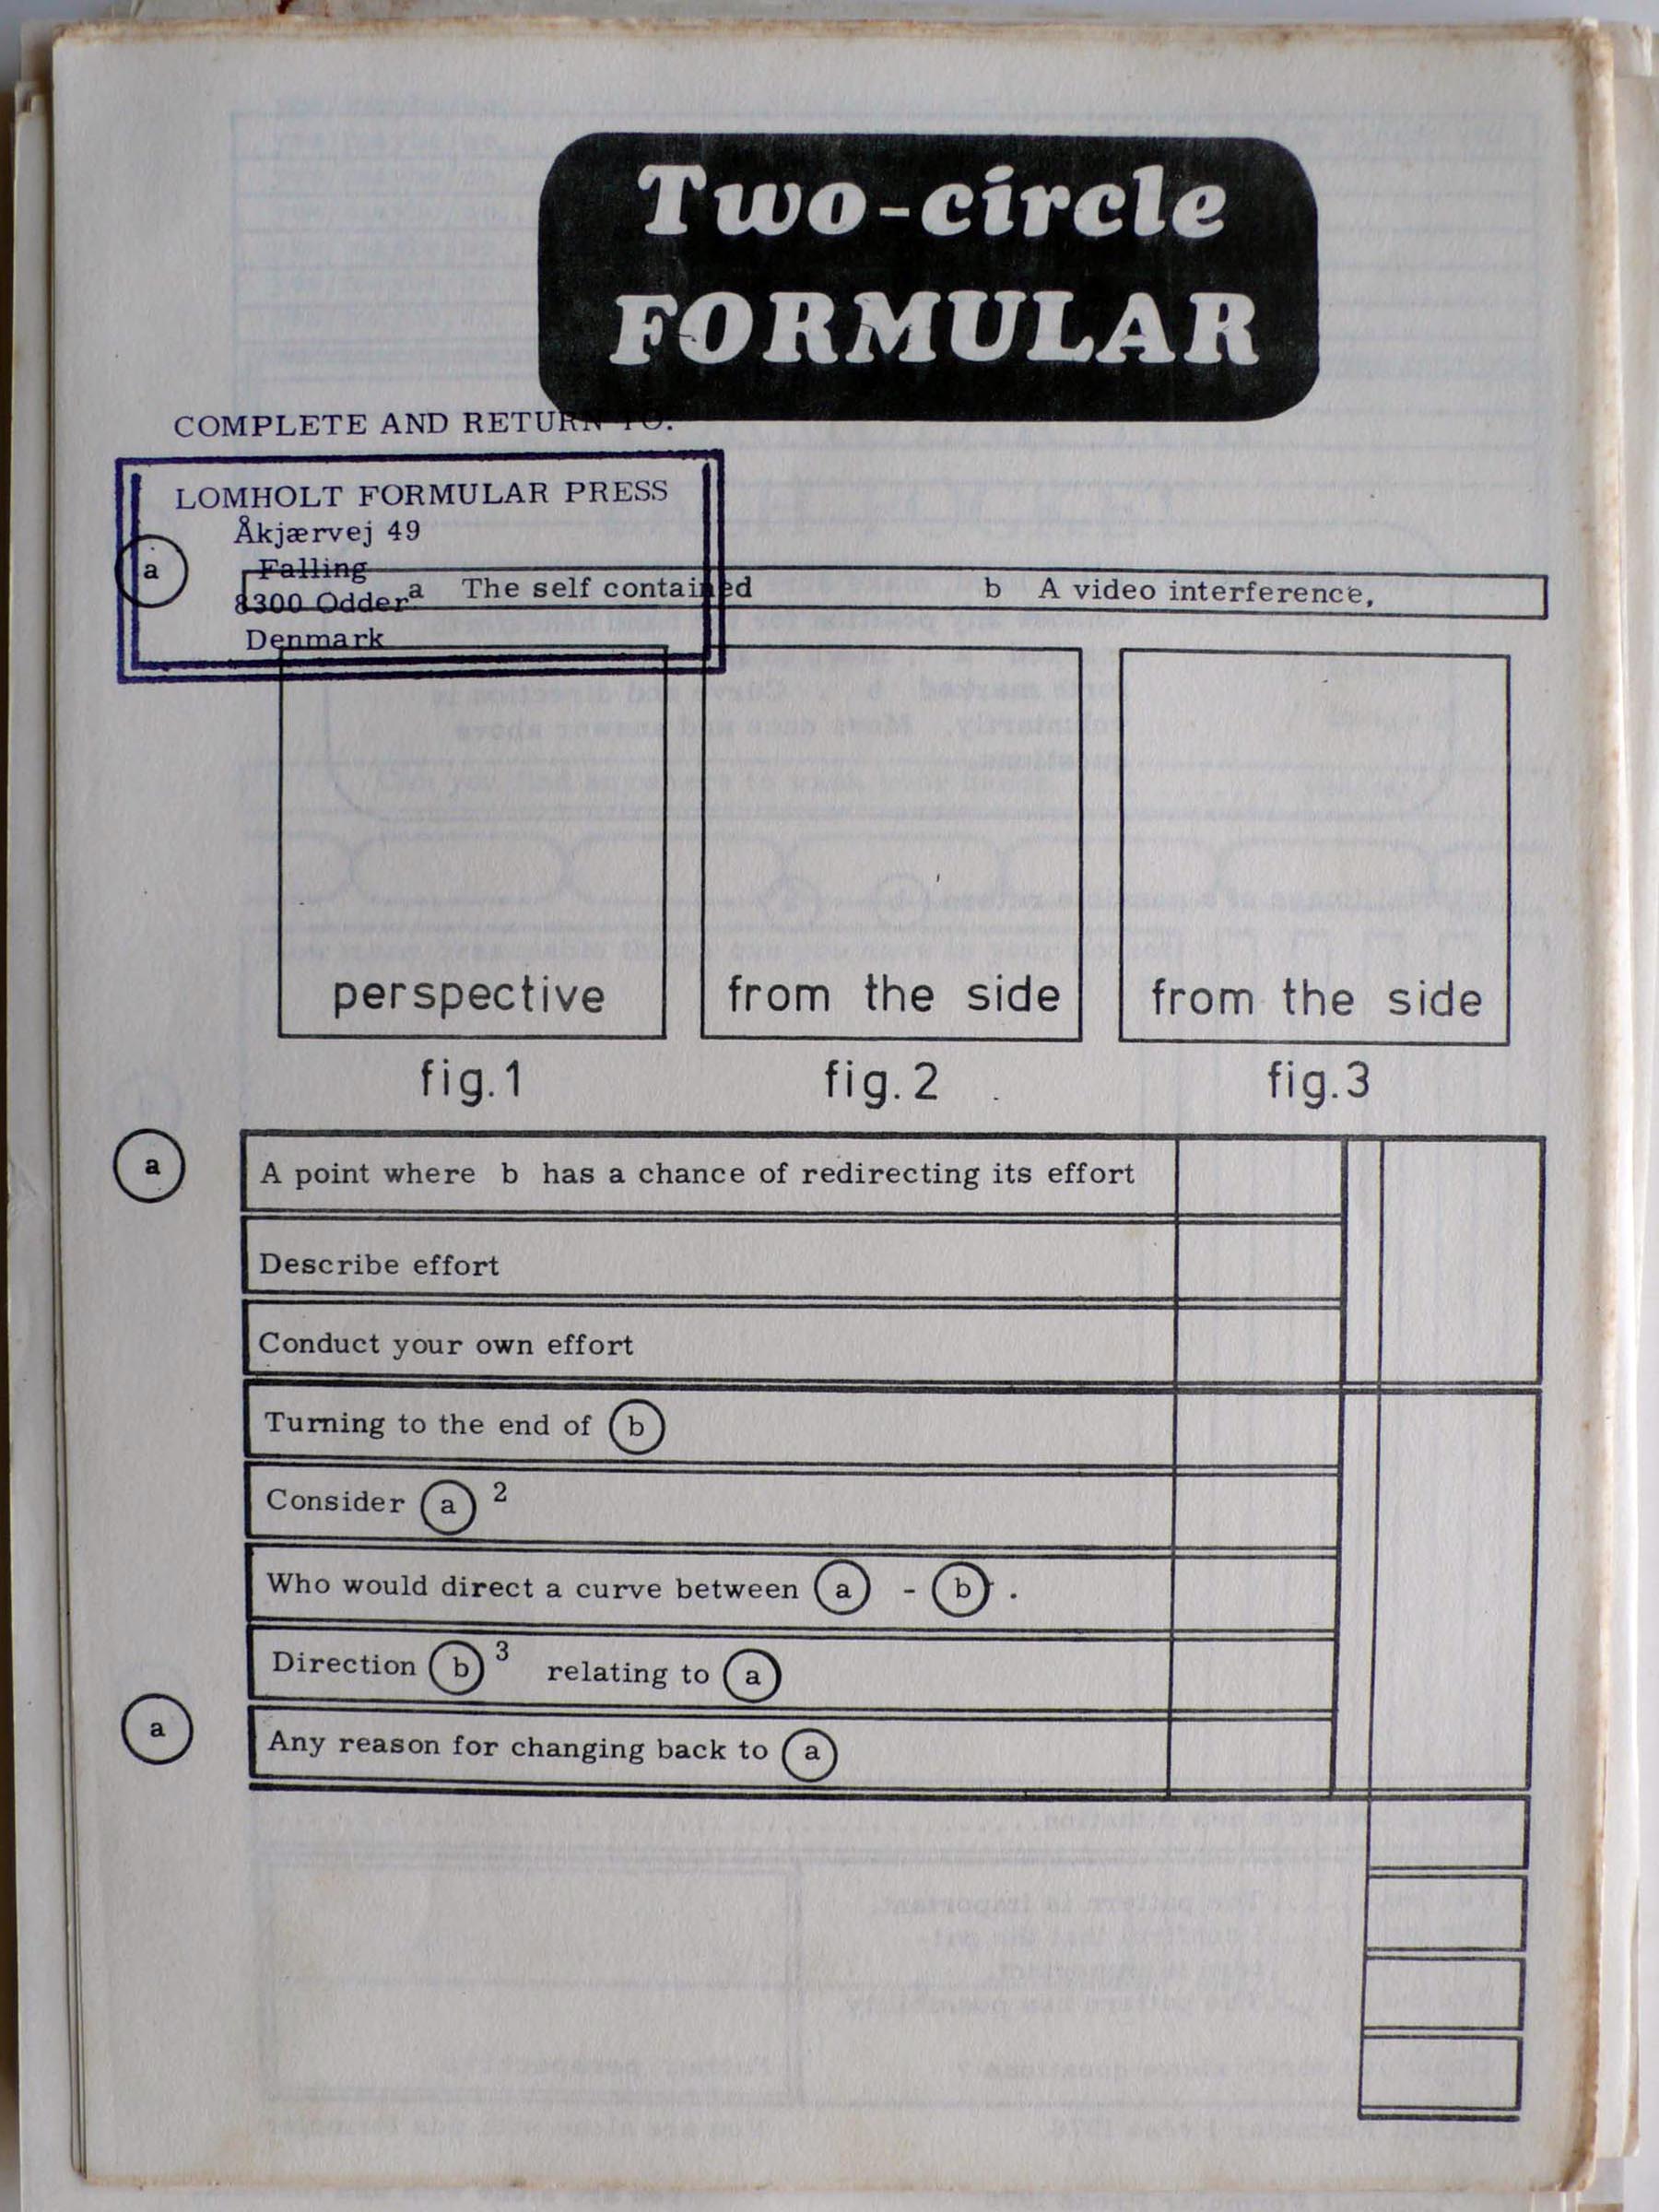 Two-circle
FORMULAR
COMPLETE AND RETURN TO:
LOMHOLT FORMULAR PRESS
Åkjærvej 49
Falling
8300 Odder
Denmark
a
a The self contained b A video interference,
perspective
from the side
from the side
fig.1
fig.2
fig.3
a
A point where b has a chance of redirecting its effort
Describe effort
Conduct your own effort
Turning to the end of b
Consider a 2
Who would direct a curve between a - b .
Direction b 3 relating to a
a
Any reason for changing back to a